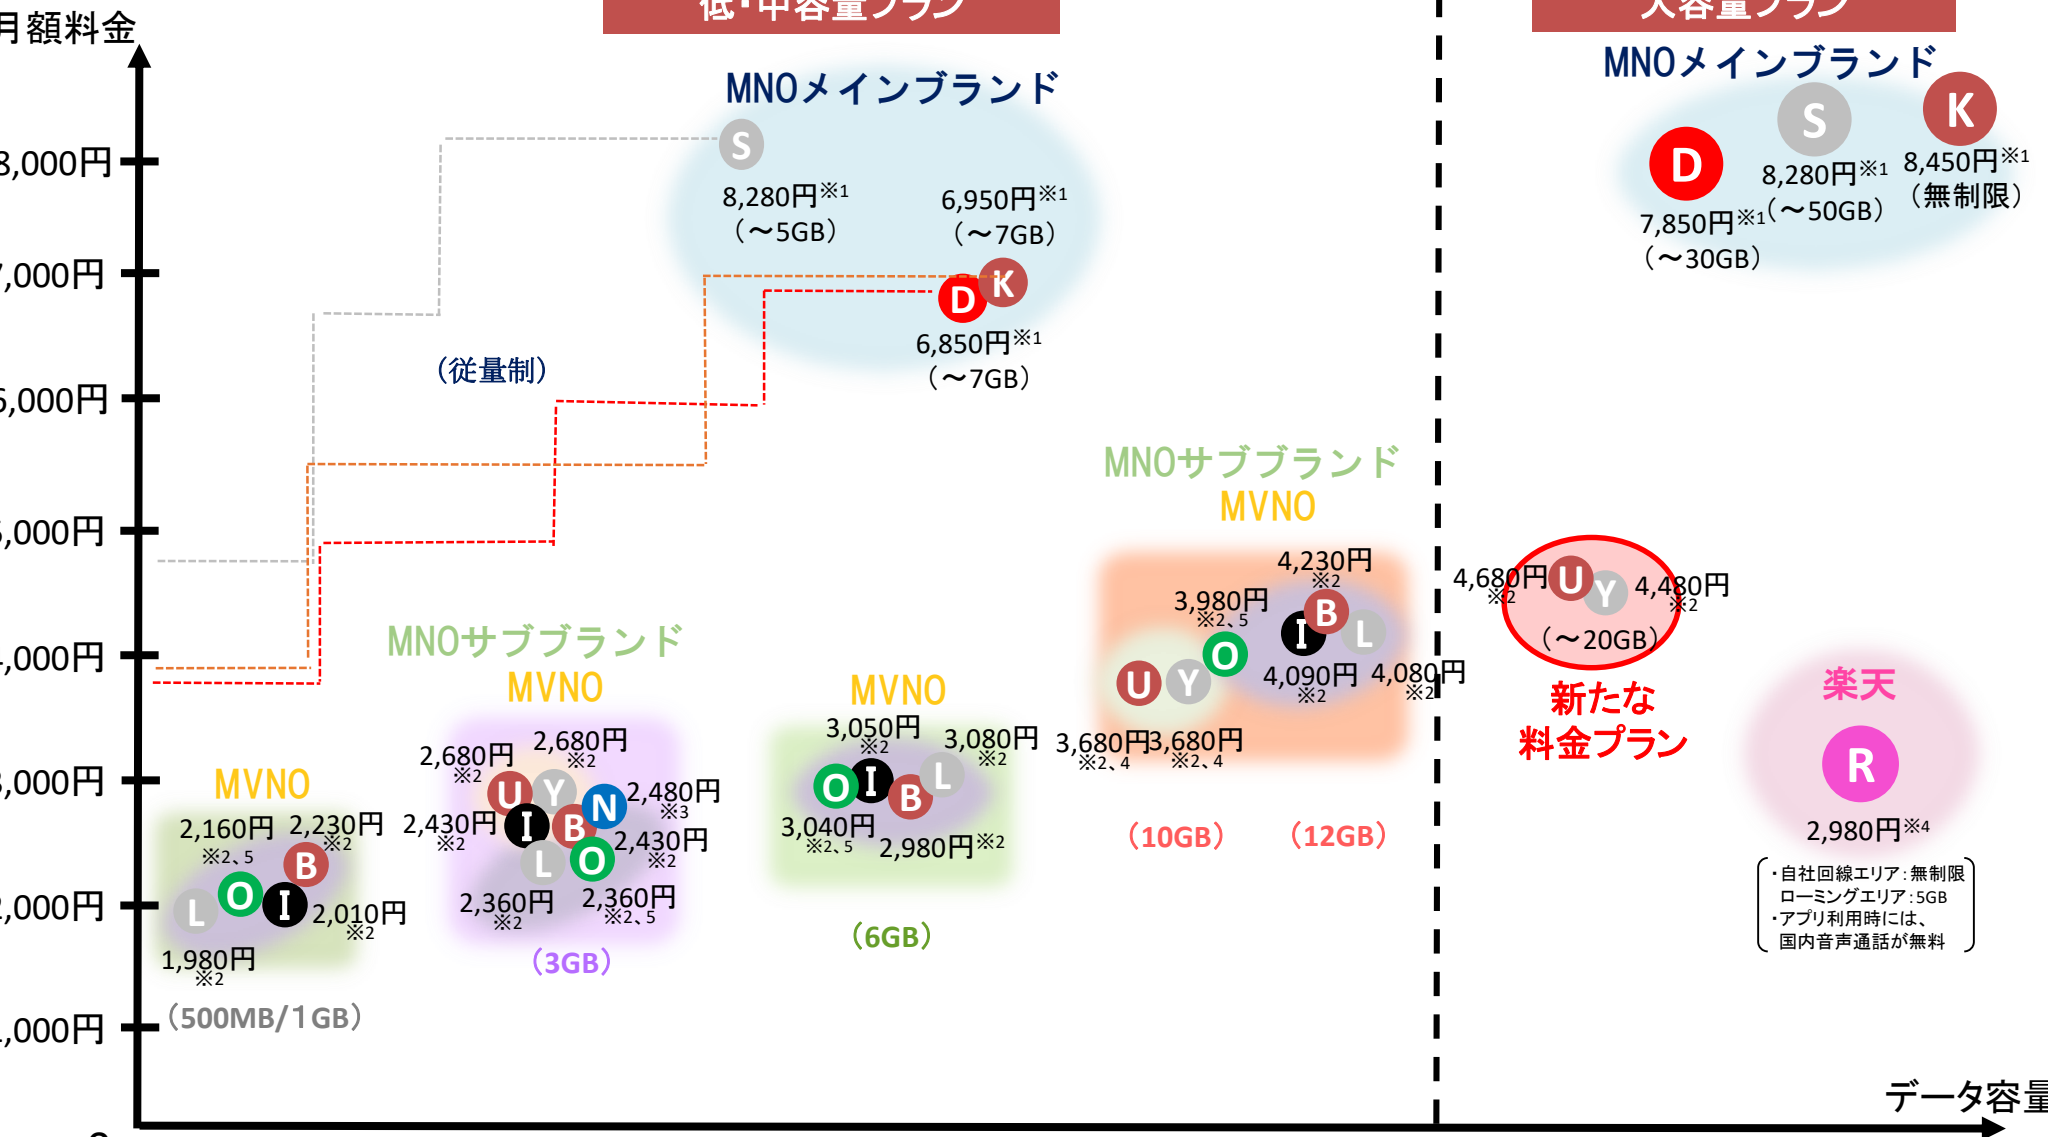 月額料金
低・中容量プラン
大容量プラン
MNOメインブランド
MNOメインブランド
S
S
K
D
8,000円
8,280円※1
(～5GB)
6,950円※1
(～7GB)
8,280円※1
(～50GB)
8,450円※1
(無制限)
7,850円※1
(～30GB)
,000円
D
K
6,850円※1
(～7GB)
(従量制)
6,000円
MNOサブブランド
MVNO
,000円
4,230円
※2
3,980円
※2、5
B
I
L
O
U
Y
4,090円
※2
4,080円
※2
3,680円
※2、4
3,680円
※2、4
(10GB)
(12GB)
4,680円
※2
U
Y
4,480円
※2
(～20GB)
新たな
料金プラン
,000円
MNOサブブランド
MVNO
2,680円
※2
2,680円
※2
U
Y
N
2,480円
※3
2,430円
※2
I
B
2,430円
※2
L
O
2,360円
※2
2,360円
※2、5
(3GB)
MVNO
3,050円
※2
3,080円
※2
O
I
B
L
3,040円
※2、5
2,980円※2
(6GB)
楽天
R
2,980円※4
・自社回線エリア：無制限
ローミングエリア：5GB
・アプリ利用時には、
国内音声通話が無料
,000円
MVNO
2,160円
※2、5
2,230円
※2
B
O
I
L
2,010円
※2
1,980円
※2
(500MB/1GB)
,000円
,000円
データ容量